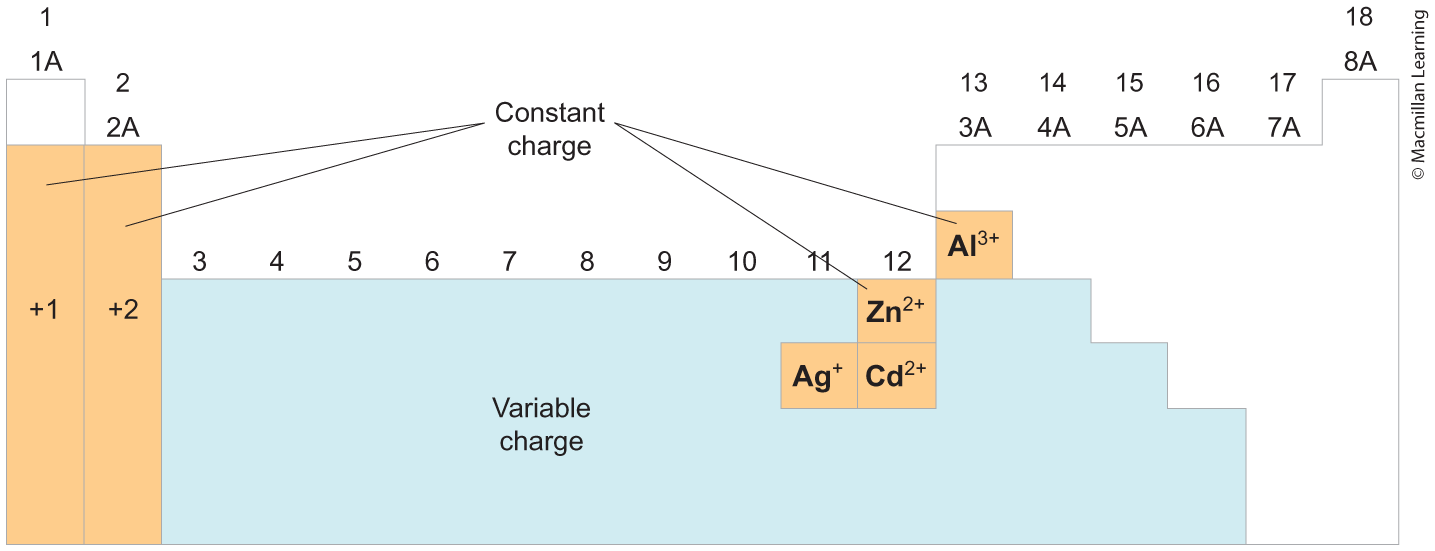 1
18
1A
8A
2
13
14
15
16
17
2A
3A
4A
5A
6A
7A
Constant
charge
Al3+
3
4
5
6
7
8
9
10
11
12
+1
+2
Zn2+
Ag+
Cd2+
Variable
charge
© Macmillan Learning